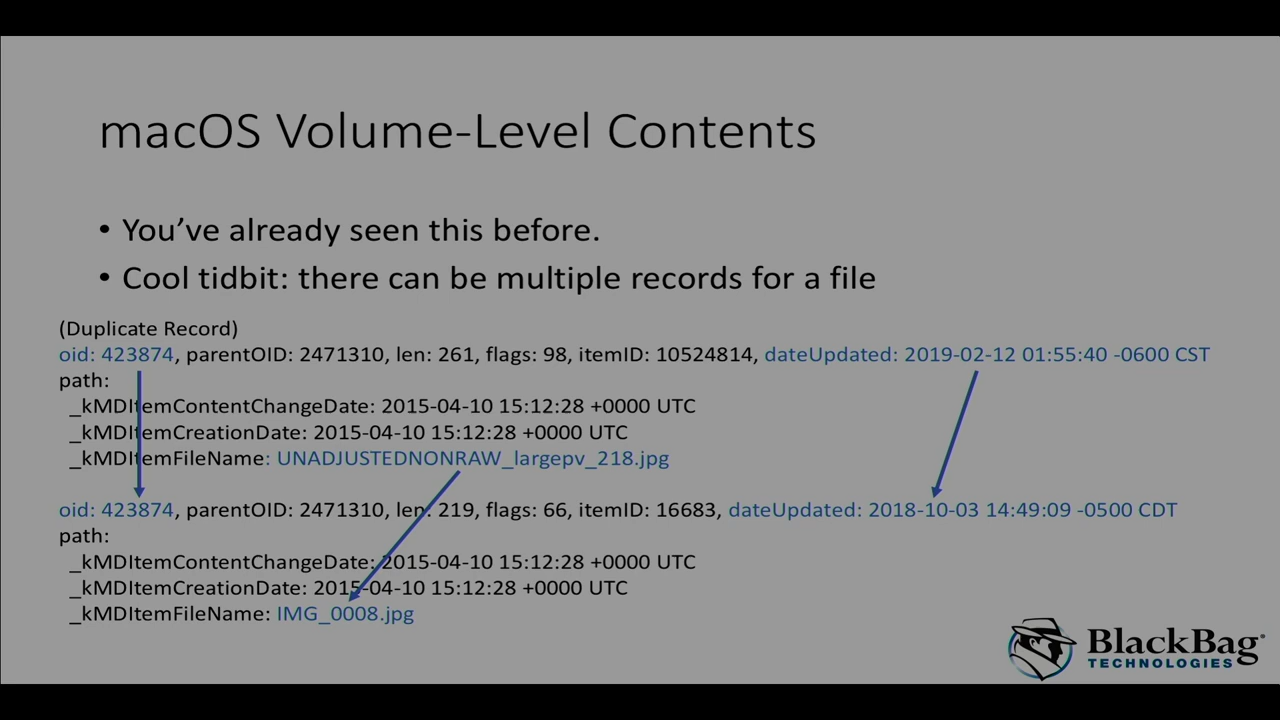 macOS Volume-Level Contents
• You’ve already seen this before.
• Cool tidbit: there can be multiple records for a file
(Duplicate Record)
oid: 423874, parentOID: 2471310, len: 261, flags: 98, itemID: 10524814, dateUpdated: 2019-02-12 01:55:40 -0600 CST
path:
_kMDItemContentChangeDate: 2015-04-10 15:12:28 +0000 UTC
_kMDItemCreationDate: 2015-04-10 15:12:28 +0000 UTC
_kMDItemFileName: UNADJUSTEDNONRAW_largepv_218.jpg
oid: 423874, parentOID: 2471310, len: 219, flags: 66, itemID: 16683, dateUpdated: 2018-10-03 14:49:09 -0500 CDT
path:
_kMDItemContentChangeDate: 2015-04-10 15:12:28 +0000 UTC
_kMDItemCreationDate: 2015-04-10 15:12:28 +0000 UTC
_kMDItemFileName: IMG_0008.jpg
BlackBag
TECHNOLOGIES